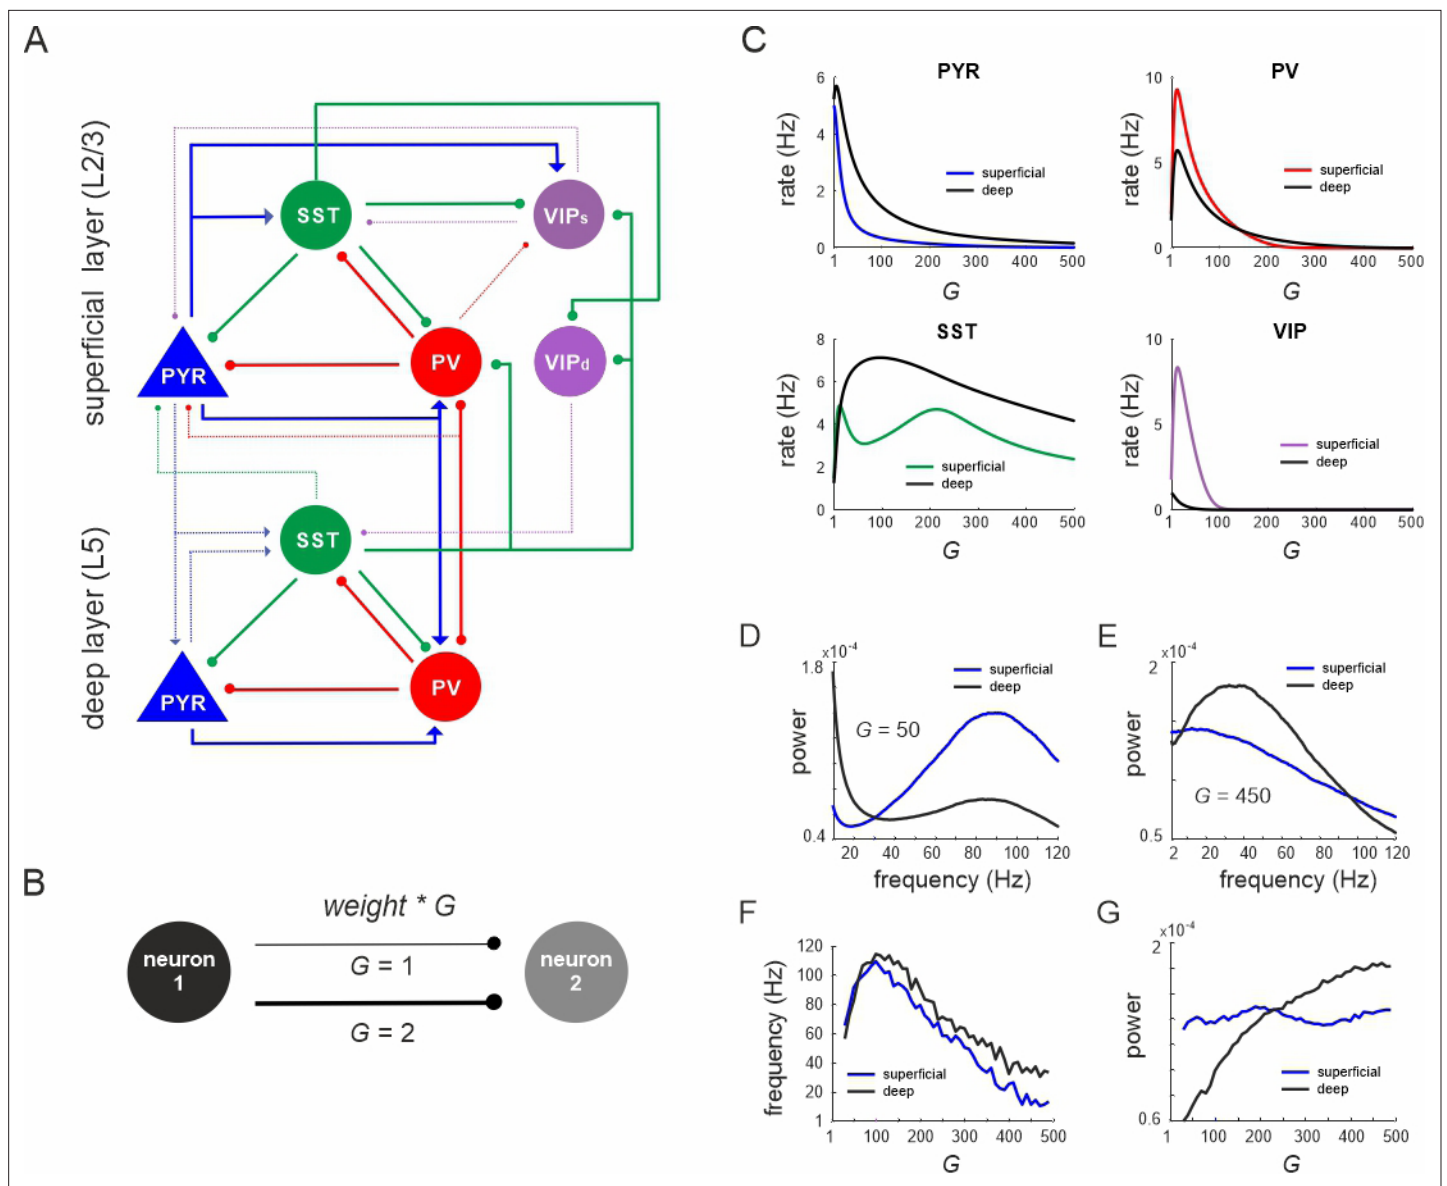 A
superficial layer (L2/3)
deep layer (L5)
SST
VIPs
PYR
PV
VIPd
SST
PYR
PV
B
weight * G
neuron
1
G = 1
G = 2
neuron
2
C
PYR
rate (Hz)
6
4
2
0
superficial
deep
1 100 200 300 400 500
G
PV
rate (Hz)
10
5
0
superficial
deep
1 100 200 300 400 500
G
SST
rate (Hz)
8
6
4
2
0
superficial
deep
1 100 200 300 400 500
G
VIP
rate (Hz)
10
5
0
superficial
deep
1 100 200 300 400 500
G
D
x10-4
1.8
power
0.4
superficial
deep
G = 50
20 40 60 80 100 120
frequency (Hz)
E
x10-4
2
power
0.5
superficial
deep
G = 450
2 20 40 60 80 100 120
frequency (Hz)
F
frequency (Hz)
120
100
80
60
40
20
1
superficial
deep
1 100 200 300 400 500
G
G
x10-4
2
power
0.6
superficial
deep
1 100 200 300 400 500
G